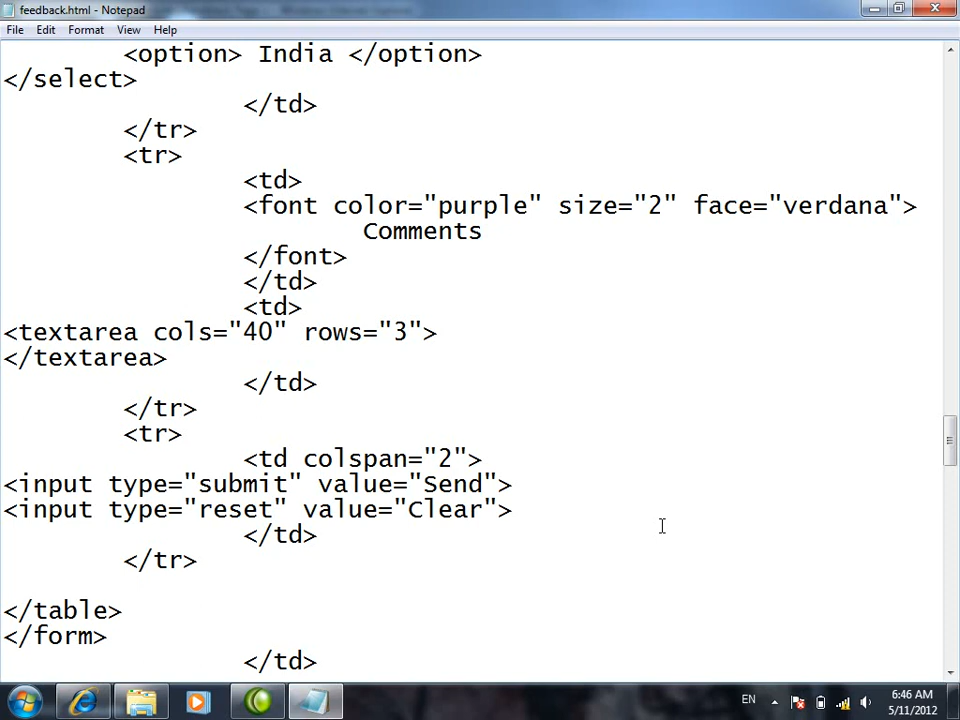 feedback.html - Notepad
File Edit Format View Help
<option> India </option>
</select>
</td>
</tr>
<tr>
<td>
<font color="purple" size="2" face="verdana">
Comments
</font>
</td>
<td>
<textarea cols="40" rows="3">
</textarea>
</td>
</tr>
<tr>
<td colspan="2">
<input type="submit" value="Send">
<input type="reset" value="Clear">
</td>
</tr>
</table>
</form>
</td>
EN
6:46 AM
5/11/2012